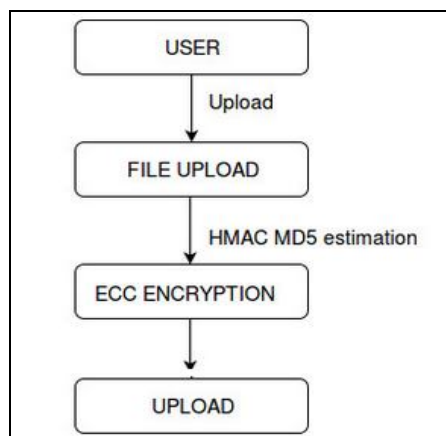 USER
Upload
FILE UPLOAD
HMAC MD5 estimation
ECC ENCRYPTION
UPLOAD